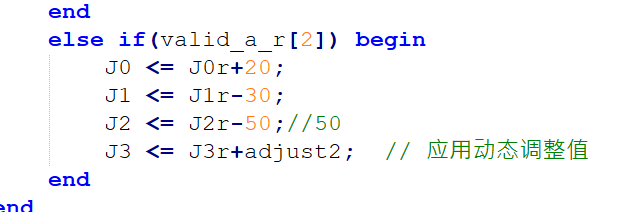 end
else if(valid_a_r[2]) begin
J0 <= J0r+20;
J1 <= J1r-30;
J2 <= J2r-50;//50
J3 <= J3r+adjust2;  // 应用动态调整值
end
end